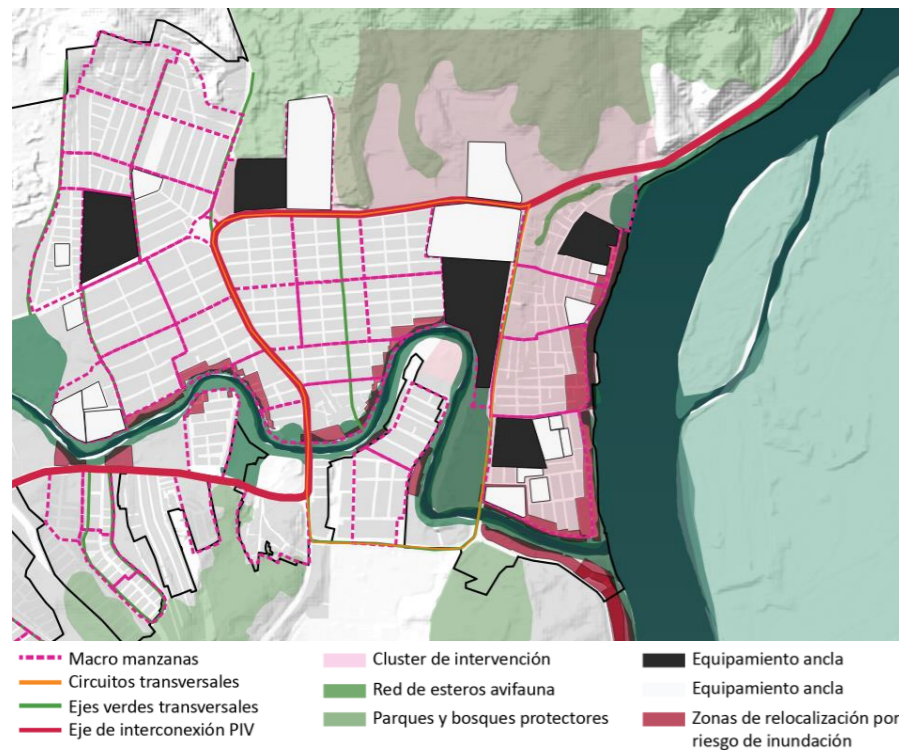 Macro manzanas
Circuitos transversales
Ejes verdes transversales
Eje de interconexión PIV
Cluster de intervención
Red de esteros avifauna
Parques y bosques protectores
Equipamiento ancla
Equipamiento ancla
Zonas de relocalización por
riesgo de inundación